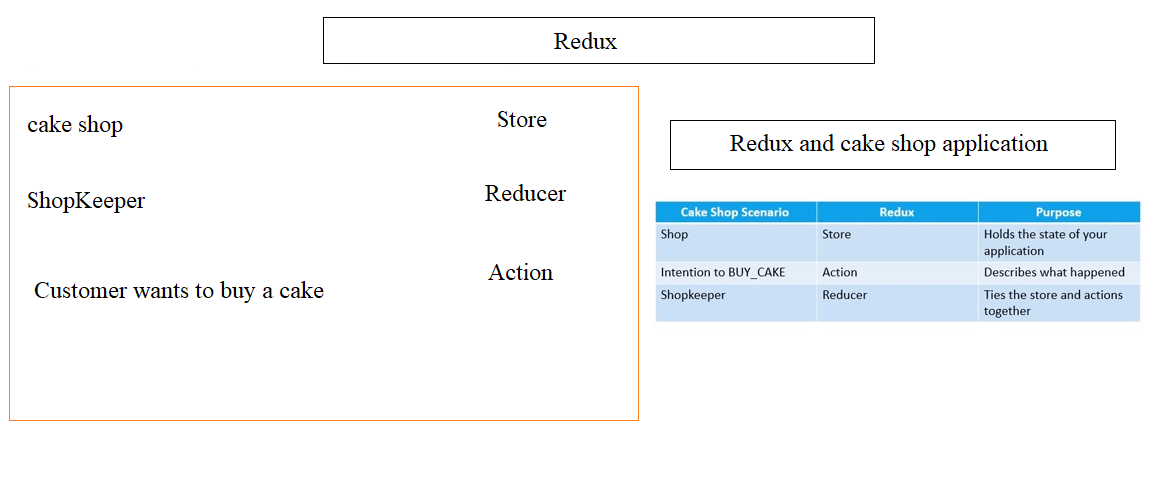 Redux
cake shop
Store
ShopKeeper
Reducer
Customer wants to buy a cake
Action
Redux and cake shop application
Cake Shop Scenario Redux Purpose
Shop Store Holds the state of your
application
Intention to BUY_CAKE Action Describes what happened
Shopkeeper Reducer Ties the store and actions
together